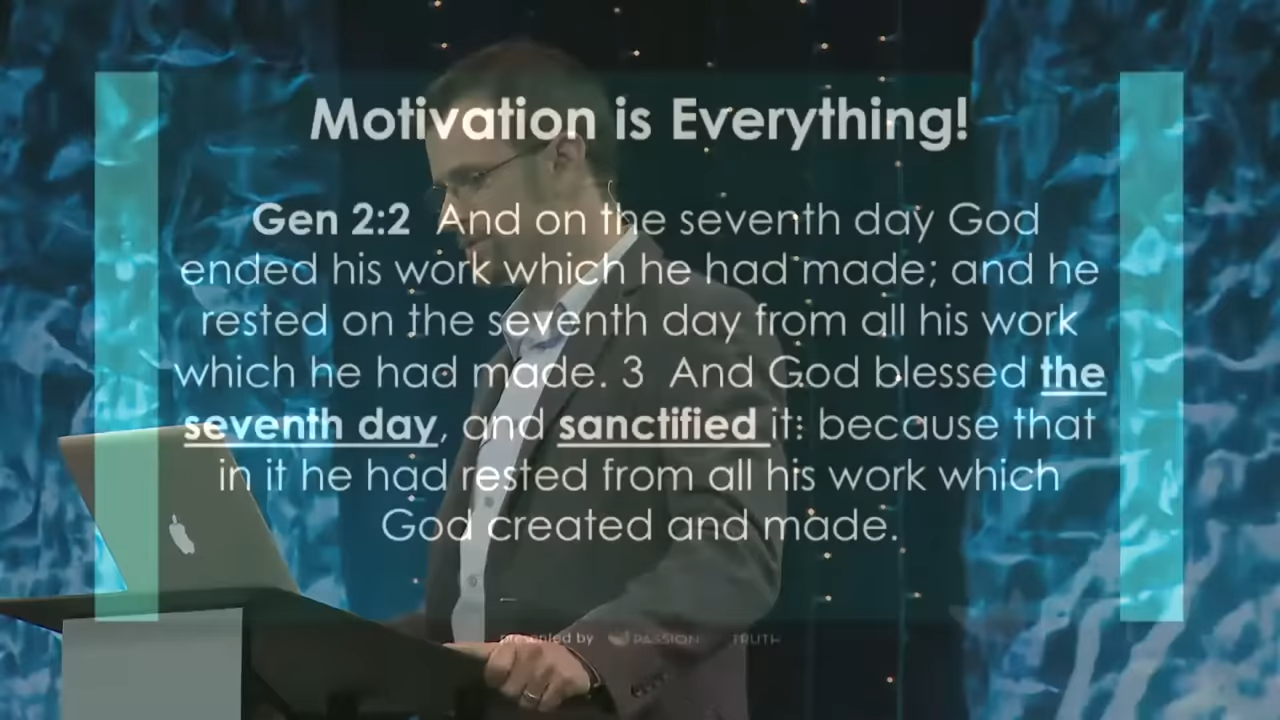 Motivation is Everything!
Gen 2:2 And on the seventh day God
ended his work which he had made; and he
rested on the seventh day from all his work
which he had made. 3 And God blessed the
seventh day, and sanctified it: because that
in it he had rested from all his work which
God created and made.
presented by PASSION TRUTH